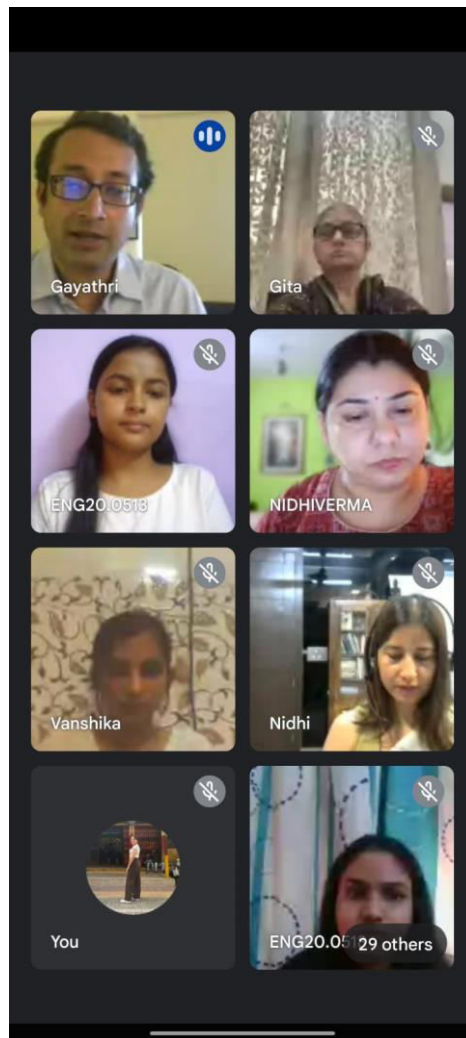 Gayathri
Gita
ENG20.0513
NIDHIVERMA
Vanshika
Nidhi
You
29 others